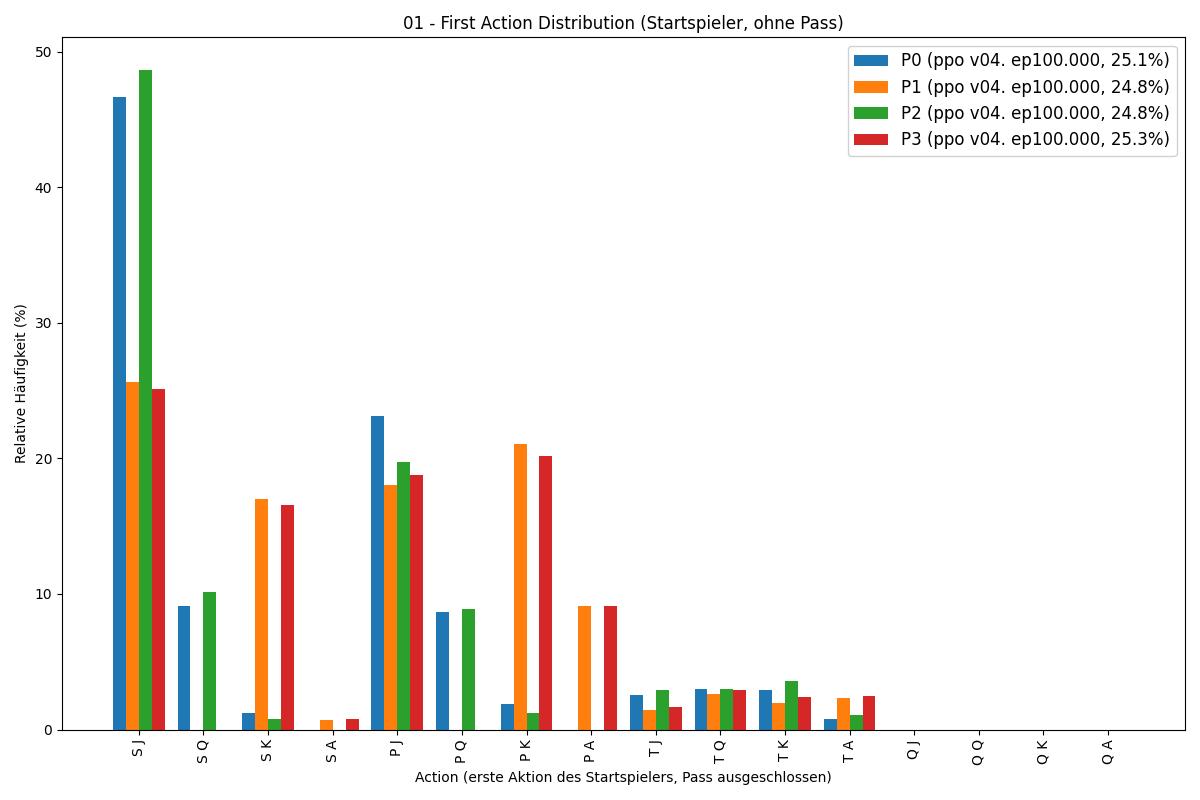 01 - First Action Distribution (Startspieler, ohne Pass)
P0 (ppo v04. ep100.000, 25.1%)
P1 (ppo v04. ep100.000, 24.8%)
P2 (ppo v04. ep100.000, 24.8%)
P3 (ppo v04. ep100.000, 25.3%)
Relative Häufigkeit (%)
50
40
30
20
10
0
S J
S Q
S K
S A
P J
P Q
P K
P A
T J
T Q
T K
T A
Q J
Q Q
Q K
Q A
Action (erste Aktion des Startspielers, Pass ausgeschlossen)